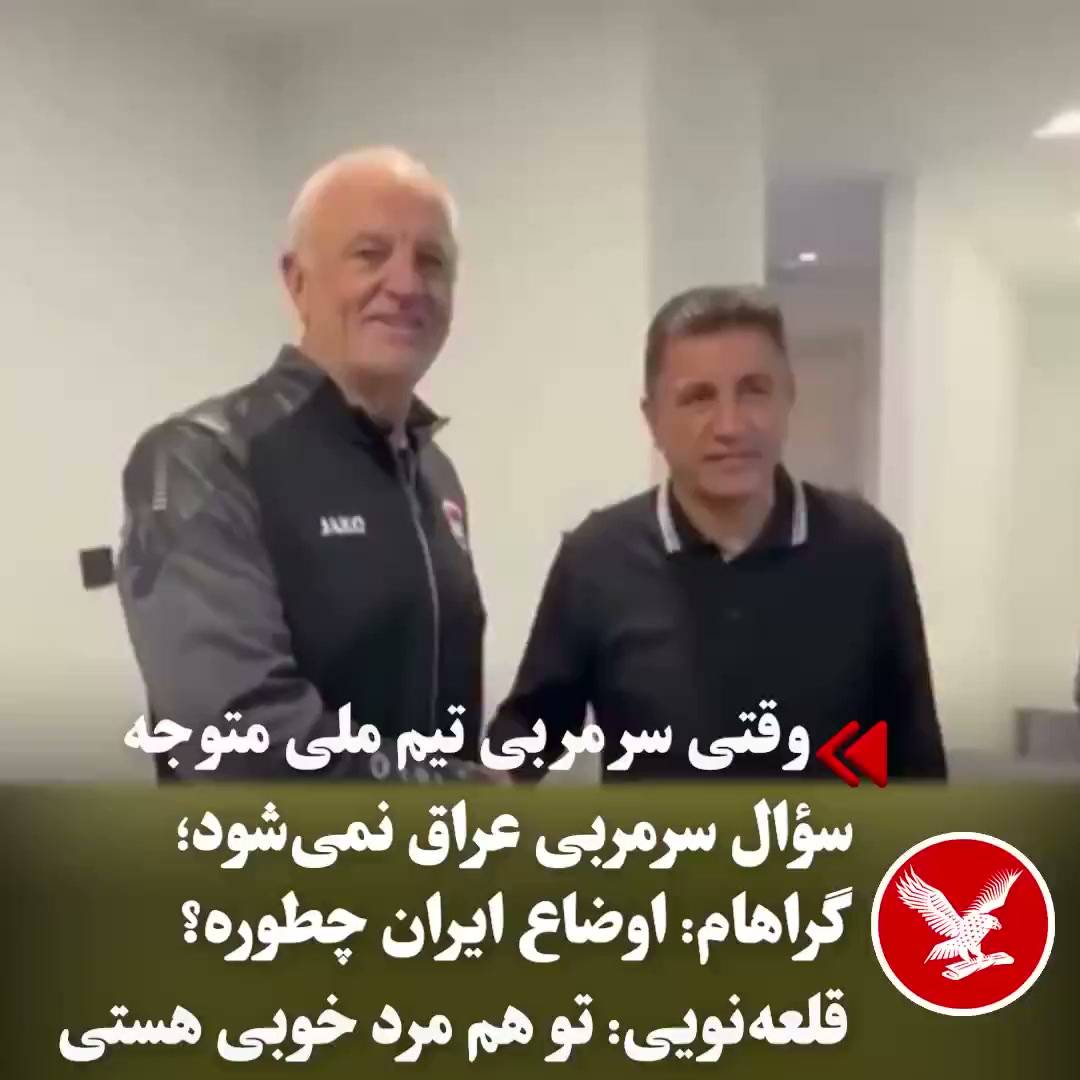 JAKO
وقتی سرمربی تیم ملی متوجه
سؤال سرمربی عراق نمی‌شود؛
گراهام: اوضاع ایران چطوره؟
قلعه‌نویی: تو هم مرد خوبی هستی